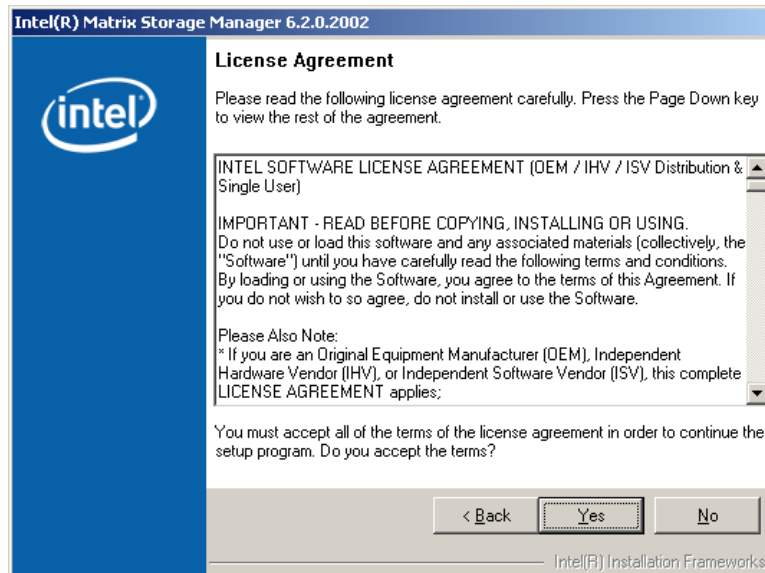 Intel(R) Matrix Storage Manager 6.2.0.2002
intel
License Agreement
Please read the following license agreement carefully. Press the Page Down key
to view the rest of the agreement.
INTEL SOFTWARE LICENSE AGREEMENT (OEM / IHV / ISV Distribution &
Single User)
IMPORTANT - READ BEFORE COPYING, INSTALLING OR USING.
Do not use or load this software and any associated materials (collectively, the
"Software") until you have carefully read the following terms and conditions.
By loading or using the Software, you agree to the terms of this Agreement. If
you do not wish to so agree, do not install or use the Software.
Please Also Note:
* If you are an Original Equipment Manufacturer (OEM), Independent
Hardware Vendor (IHV), or Independent Software Vendor (ISV), this complete
LICENSE AGREEMENT applies;
You must accept all of the terms of the license agreement in order to continue the
setup program. Do you accept the terms?
< Back
Yes
No
Intel(R) Installation Frameworks